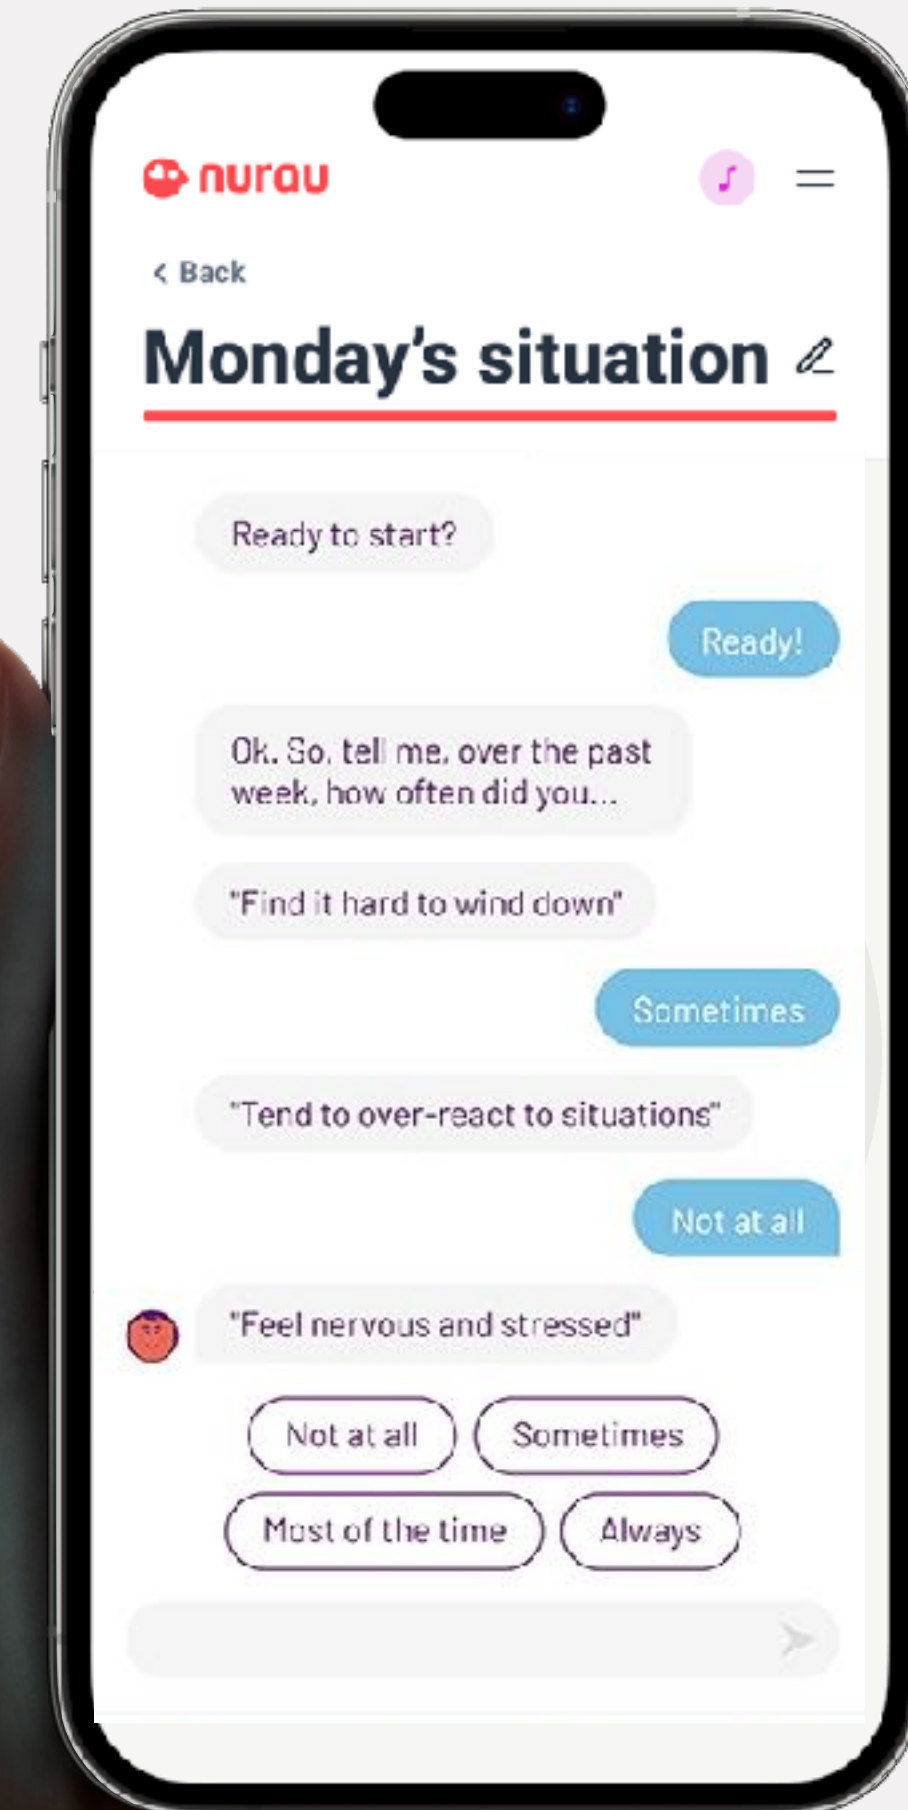 nurau
< Back
Monday's situation
Ready to start?
Ready!
Ok. So, tell me, over the past
week, how often did you...
"Find it hard to wind down"
Sometimes
"Tend to over-react to situations"
Not at all
"Feel nervous and stressed"
Not at all Sometimes
Most of the time Always